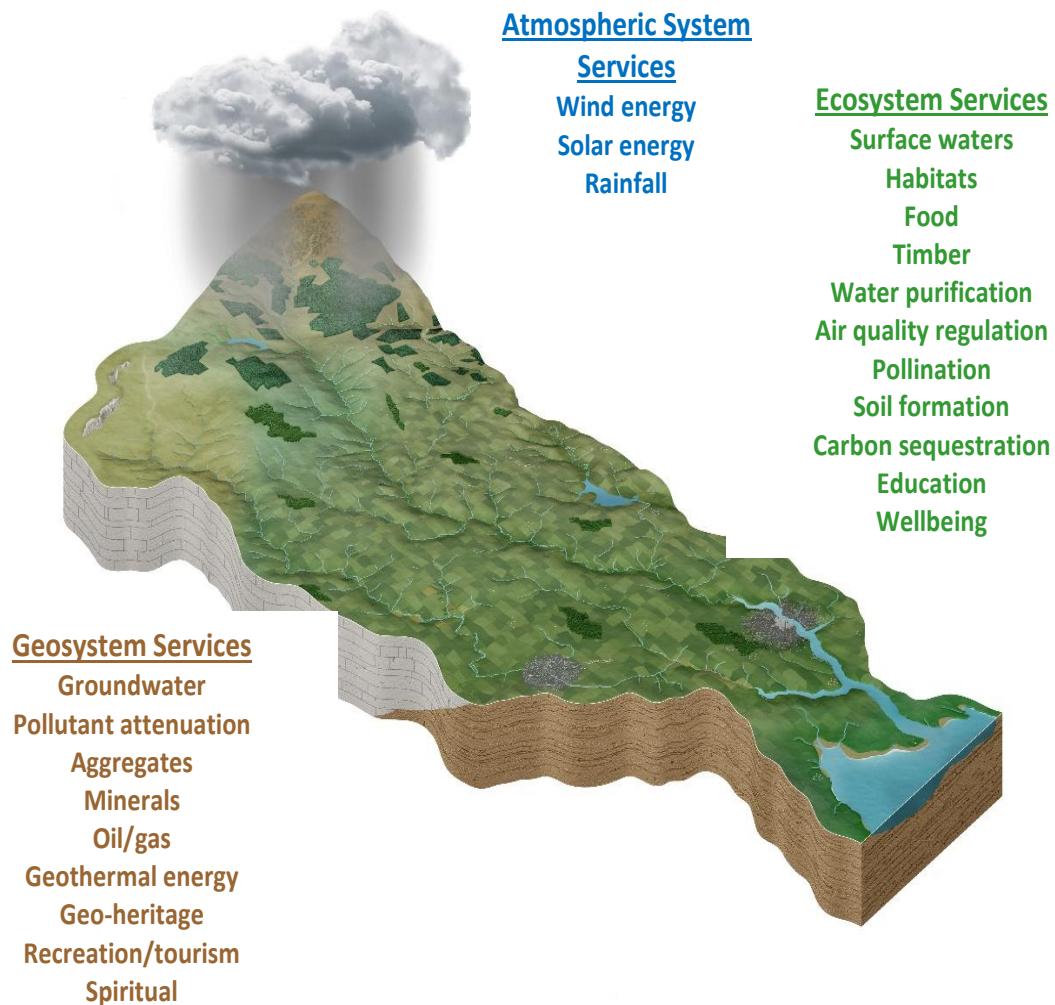 Atmospheric System
Services
Wind energy
Solar energy
Rainfall
Ecosystem Services
Surface waters
Habitats
Food
Timber
Water purification
Air quality regulation
Pollination
Soil formation
Carbon sequestration
Education
Wellbeing
Geosystem Services
Groundwater
Pollutant attenuation
Aggregates
Minerals
Oil/gas
Geothermal energy
Geo-heritage
Recreation/tourism
Spiritual